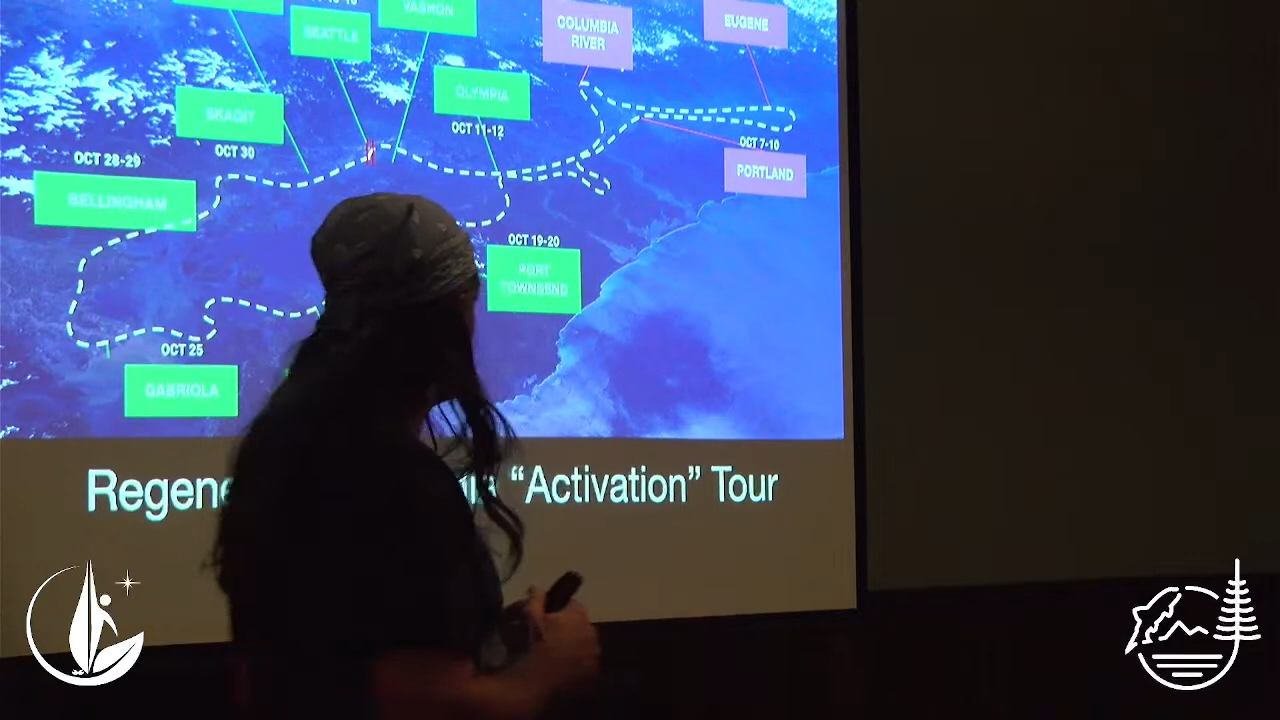 VASHON
SEATTLE
COLUMBIA
RIVER
EUGENE
OLYMPIA
OCT 11-12
SKAGIT
OCT 30
OCT 28-29
BELLINGHAM
OCT 7-10
PORTLAND
OCT 19-20
PORT
TOWNSEND
OCT 25
GABRIOLA
Regene “Activation” Tour